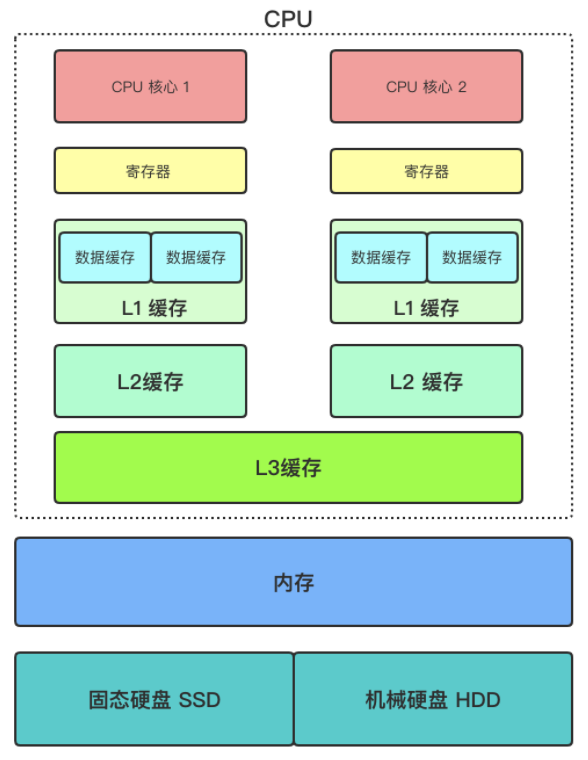 CPU
CPU 核心 1
CPU 核心 2
寄存器
寄存器
数据缓存
数据缓存
数据缓存
数据缓存
L1 缓存
L1 缓存
L2缓存
L2 缓存
L3缓存
内存
固态硬盘 SSD
机械硬盘 HDD